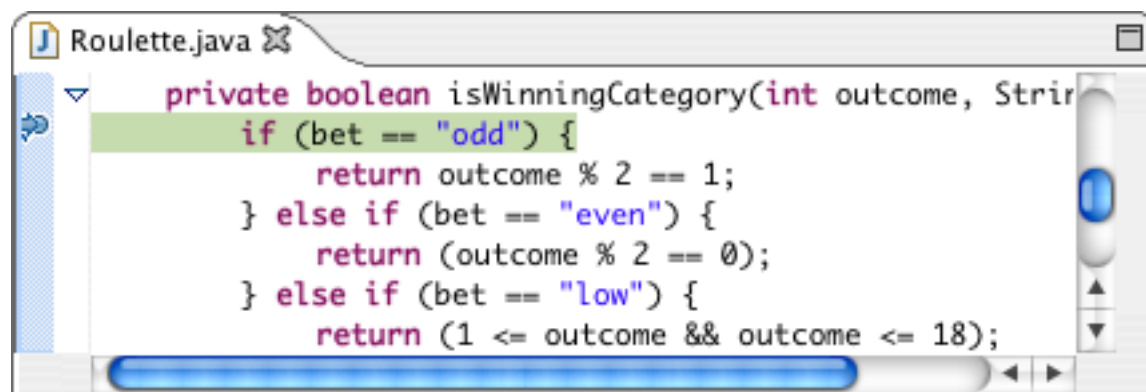 J Roulette.java
private boolean isWinningCategory(int outcome, Strin
if (bet == "odd") {
return outcome % 2 == 1;
} else if (bet == "even") {
return (outcome % 2 == 0);
} else if (bet == "low") {
return (1 <= outcome && outcome <= 18);